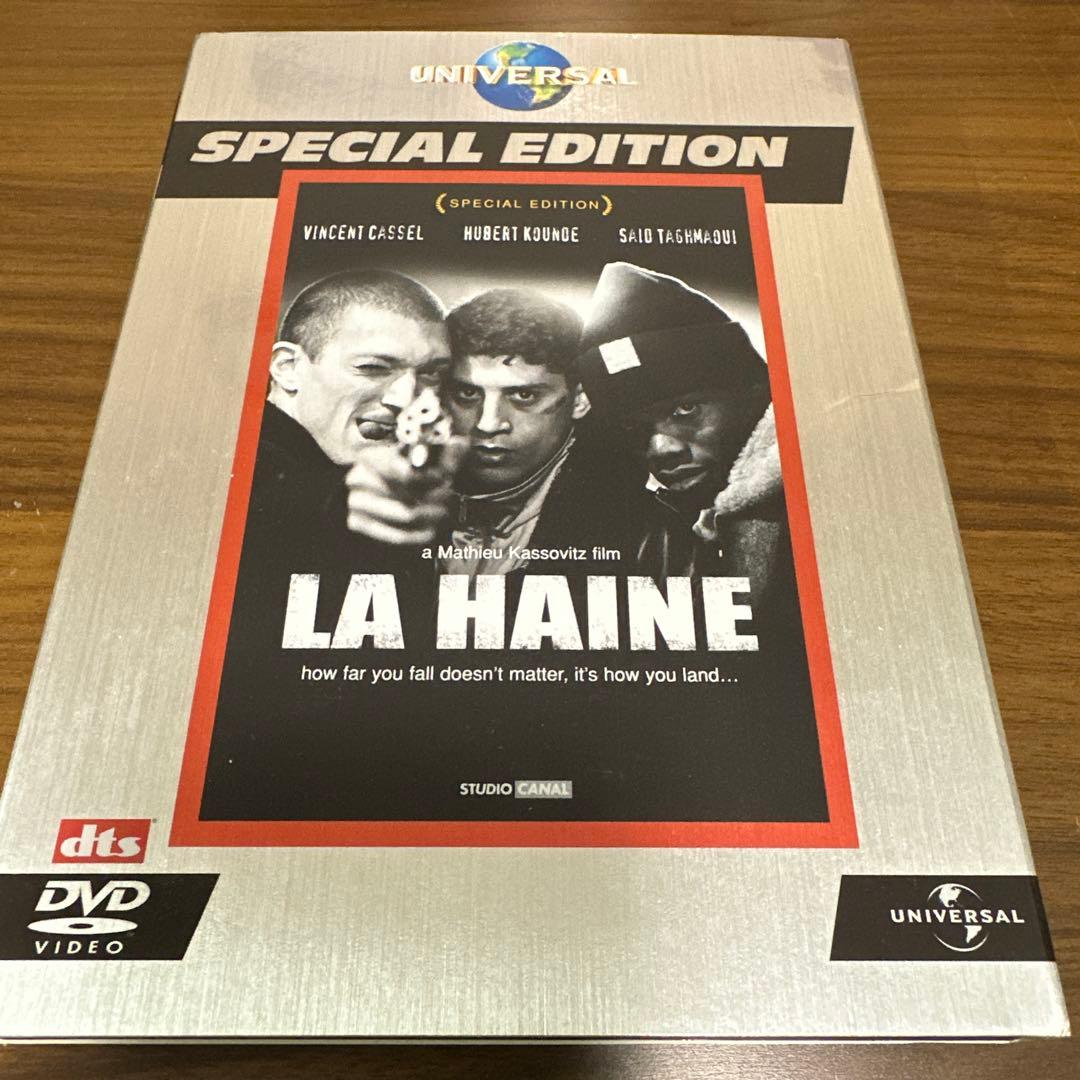 UNIVERSAL
SPECIAL EDITION
(SPECIAL EDITION)
VINCENT CASSEL HUBERT KOUNDE SAID TAGHMAOUI
a Mathieu Kassovitz film
LA HAINE
how far you fall doesn't matter, it's how you land...
STUDIO CANAL
dts
DVD
VIDEO
UNIVERSAL